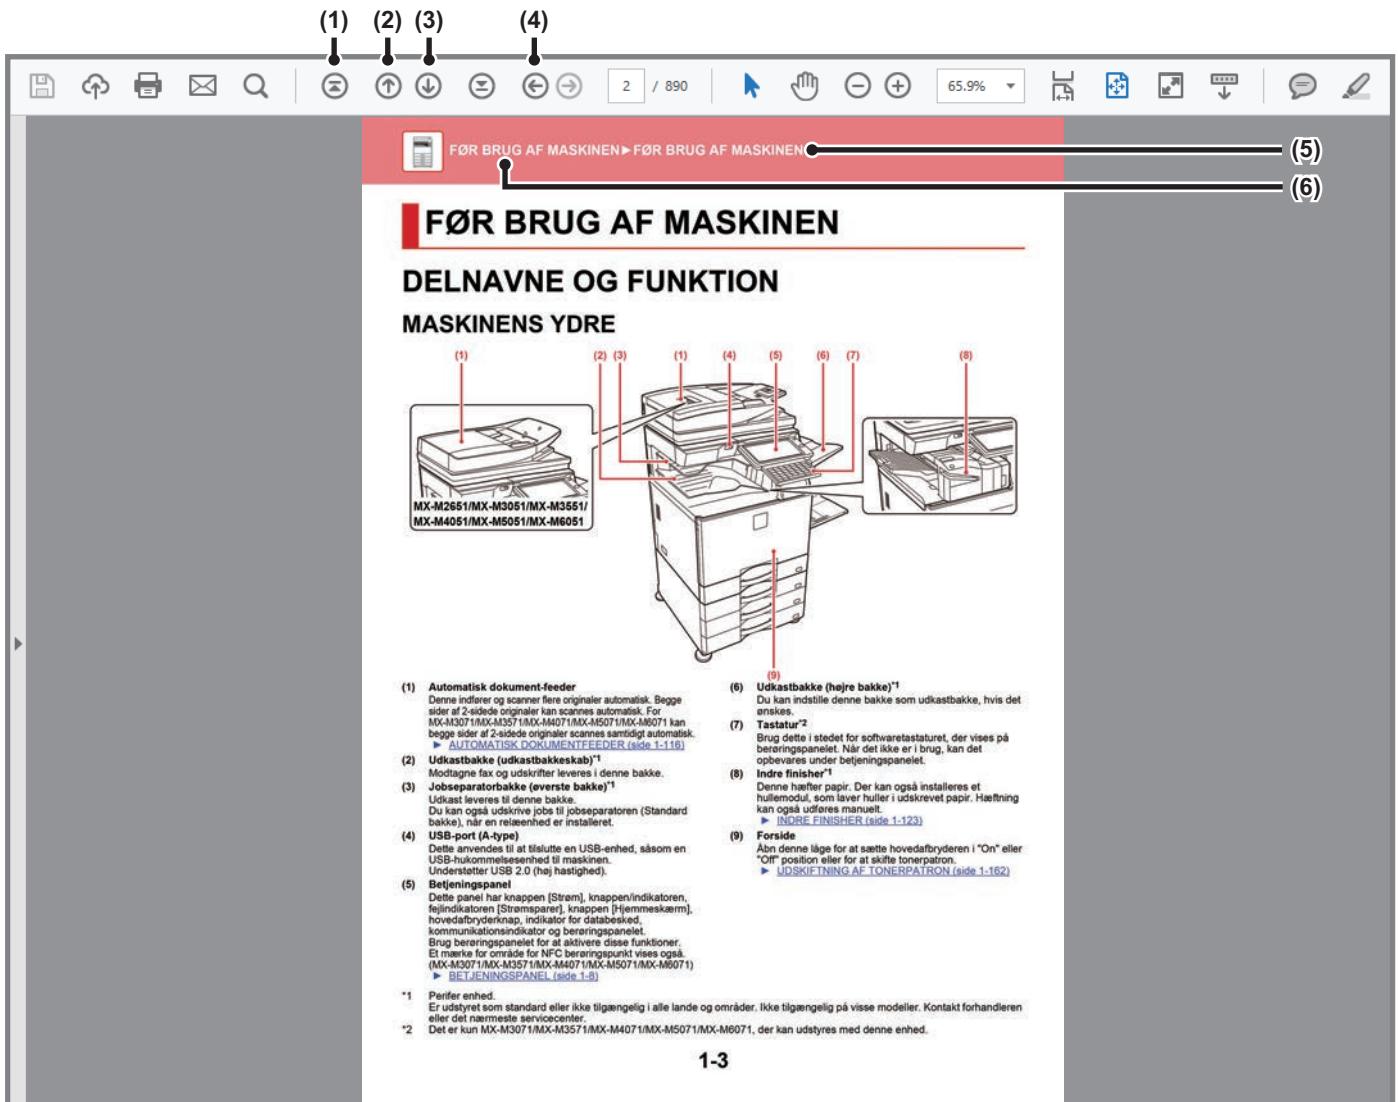 (1) (2) (3) (4)
2 / 890 65.9%
FØR BRUG AF MASKINEN►FØR BRUG AF MASKINEN (5)
(6)
FØR BRUG AF MASKINEN
DELNAVNE OG FUNKTION
MASKINENS YDRE
(1) (2) (3) (1) (4) (5) (6) (7) (8)
MX-M2651/MX-M3051/MX-M3551/
MX-M4051/MX-M5051/MX-M6051
(9)
(1) Automatisk dokument-feeder
Denne indfører og scanner flere originaler automatisk. Begge
sider af 2-sidede originaler kan scannes automatisk. For
MX-M3071/MX-M3571/MX-M4071/MX-M5071/MX-M6071 kan
begge sider af 2-sidede originaler scannes samtidigt automatisk.
► AUTOMATISK DOKUMENTFEEDER (side 1-116)
(2) Udkastbakke (udkastbakkeskab)*1
Modtagne fax og udskrifter leveres i denne bakke.
(3) Jobseparatorbakke (øverste bakke)*1
Udkast leveres til denne bakke.
Du kan også udskrive jobs til jobseparatoren (Standard
bakke), når en relæenhed er installeret.
(4) USB-port (A-type)
Dette anvendes til at tilslutte en USB-enhed, såsom en
USB-hukommelsesenhed til maskinen.
Understøtter USB 2.0 (høj hastighed).
(5) Betjeningspanel
Dette panel har knappen [Strøm], knappen/indikatoren,
fejlindikatoren [Strømsparer], knappen [Hjemmeskærm],
hovedafbryderknap, indikator for databesked,
kommunikationsindikator og berøringspanelet.
Brug berøringspanelet for at aktivere disse funktioner.
Et mærke for område for NFC berøringspunkt vises også.
(MX-M3071/MX-M3571/MX-M4071/MX-M5071/MX-M6071)
► BETJENINGSPANEL (side 1-8)
(6) Udkastbakke (højre bakke)*1
Du kan indstille denne bakke som udkastbakke, hvis det
ønskes.
(7) Tastatur*2
Brug dette i stedet for softwaretastaturet, der vises på
berøringspanelet. Når det ikke er i brug, kan det
opbevares under betjeningspanelet.
(8) Indre finisher*1
Denne hæfter papir. Der kan også installeres et
hullemodul, som laver huller i udskrevet papir. Hæftning
kan også udføres manuelt.
► INDRE FINISHER (side 1-123)
(9) Forside
Åbn denne låge for at sætte hovedafbryderen i "On" eller
"Off" position eller for at skifte tonerpatron.
► UDSKIFTNING AF TONERPATRON (side 1-162)
*1 Perifer enhed.
Er udstyret som standard eller ikke tilgængelig i alle lande og områder. Ikke tilgængelig på visse modeller. Kontakt forhandleren
eller det nærmeste servicecenter.
*2 Det er kun MX-M3071/MX-M3571/MX-M4071/MX-M5071/MX-M6071, der kan udstyres med denne enhed.
1-3